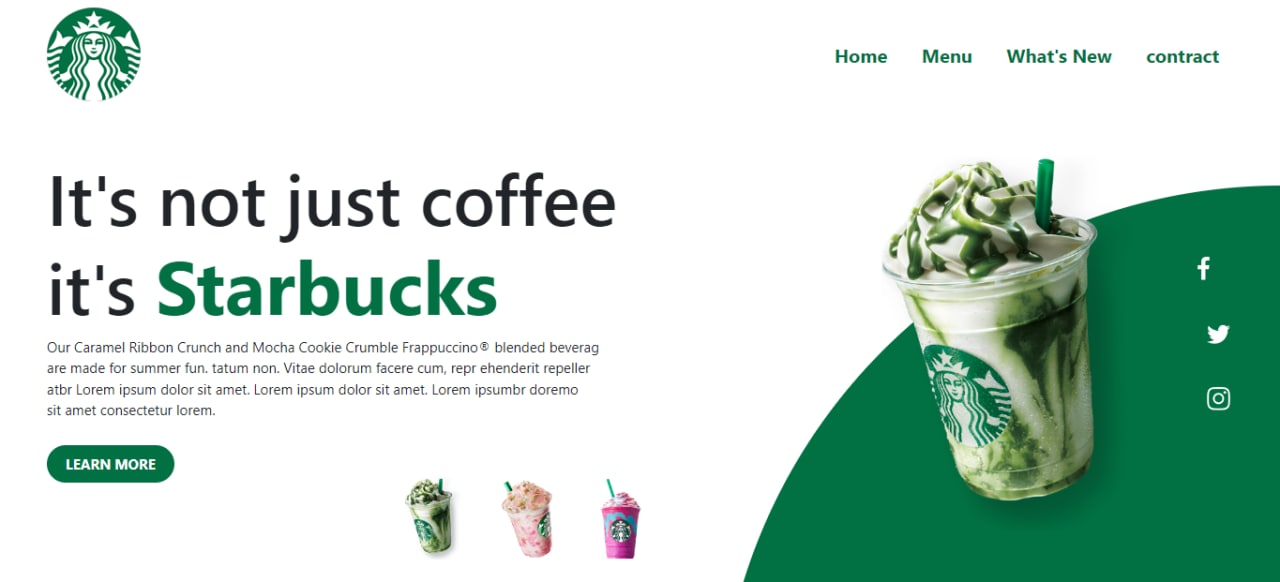 Home Menu What's New contract
It's not just coffee
it's Starbucks
Our Caramel Ribbon Crunch and Mocha Cookie Crumble Frappuccino® blended beverag
are made for summer fun. tatum non. Vitae dolorum facere cum, repr ehenderit repeller
atbr Lorem ipsum dolor sit amet. Lorem ipsum dolor sit amet. Lorem ipsumbr doremo
sit amet consectetur lorem.
LEARN MORE